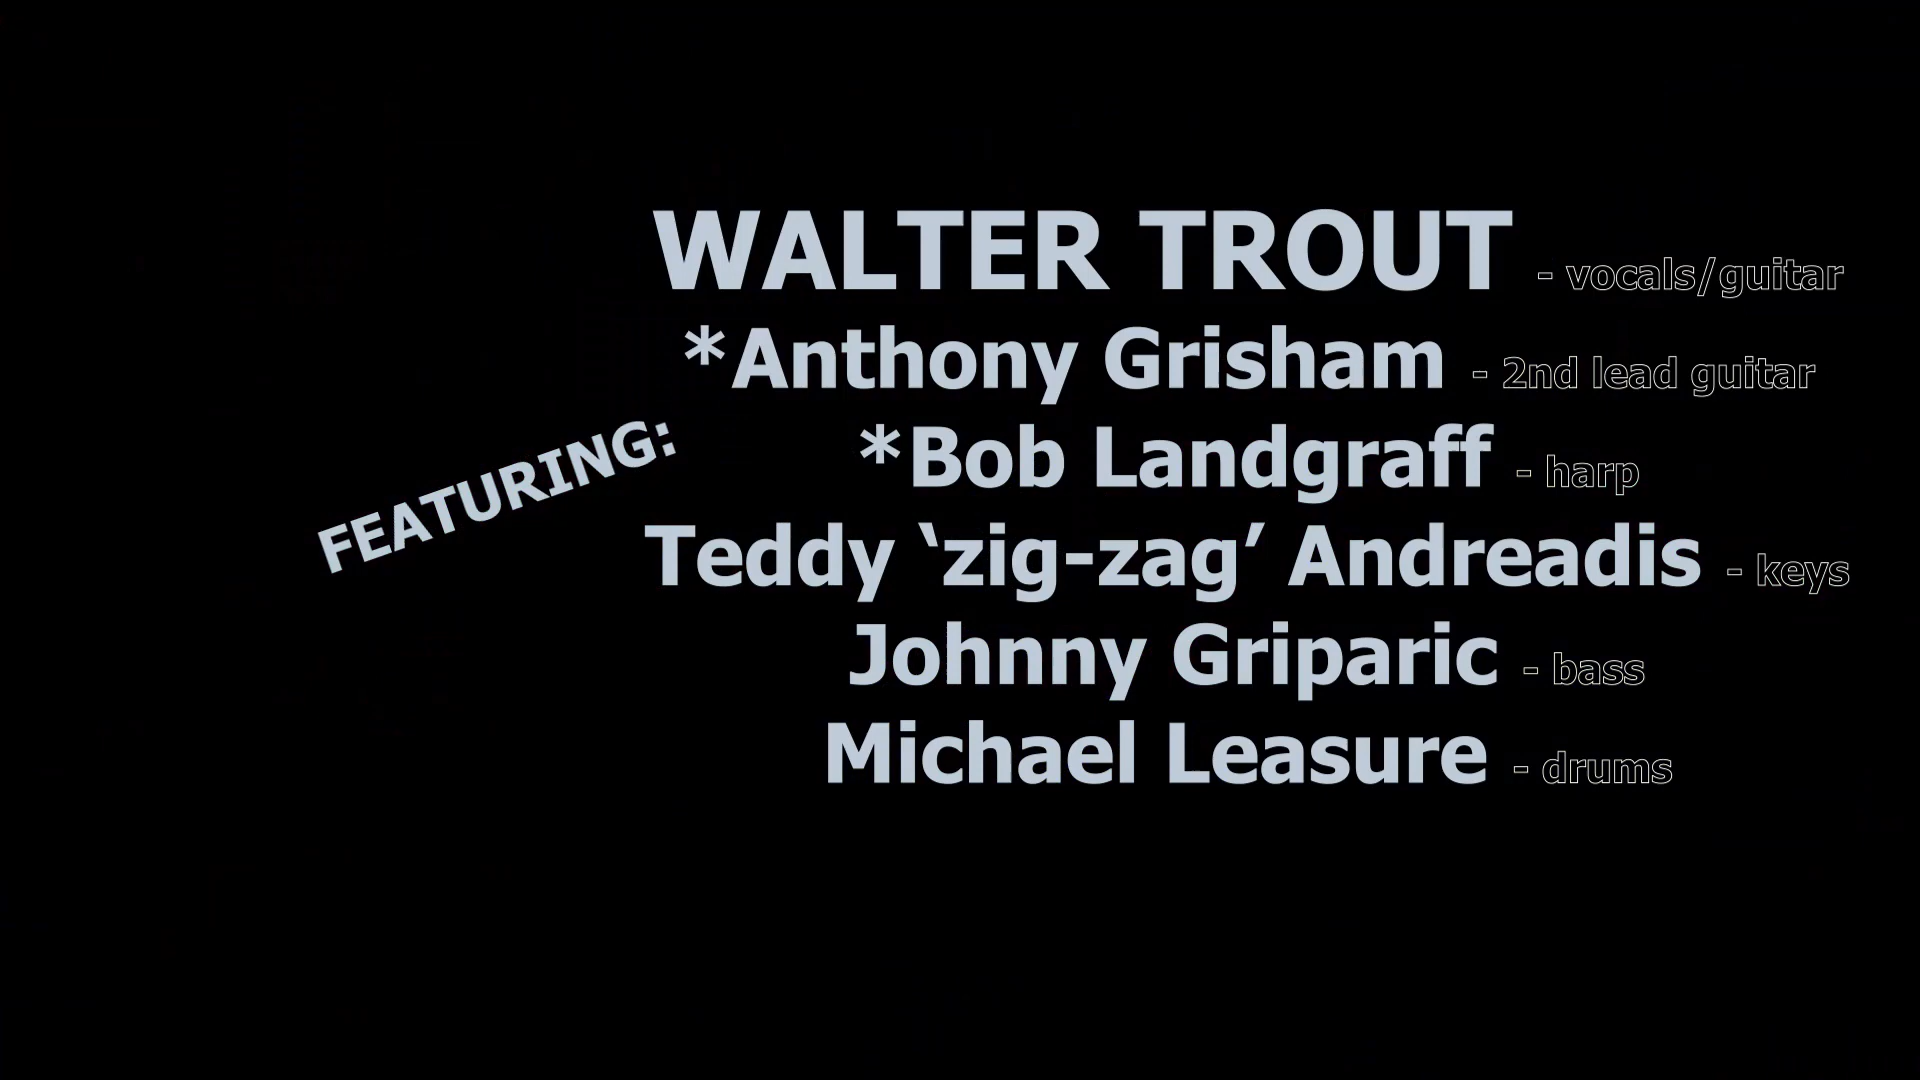 WALTER TROUT - vocals/guitar
*Anthony Grisham - 2nd lead guitar
FEATURING:
*Bob Landgraff - harp
Teddy ‘zig-zag’ Andreadis - keys
Johnny Griparic - bass
Michael Leasure - drums